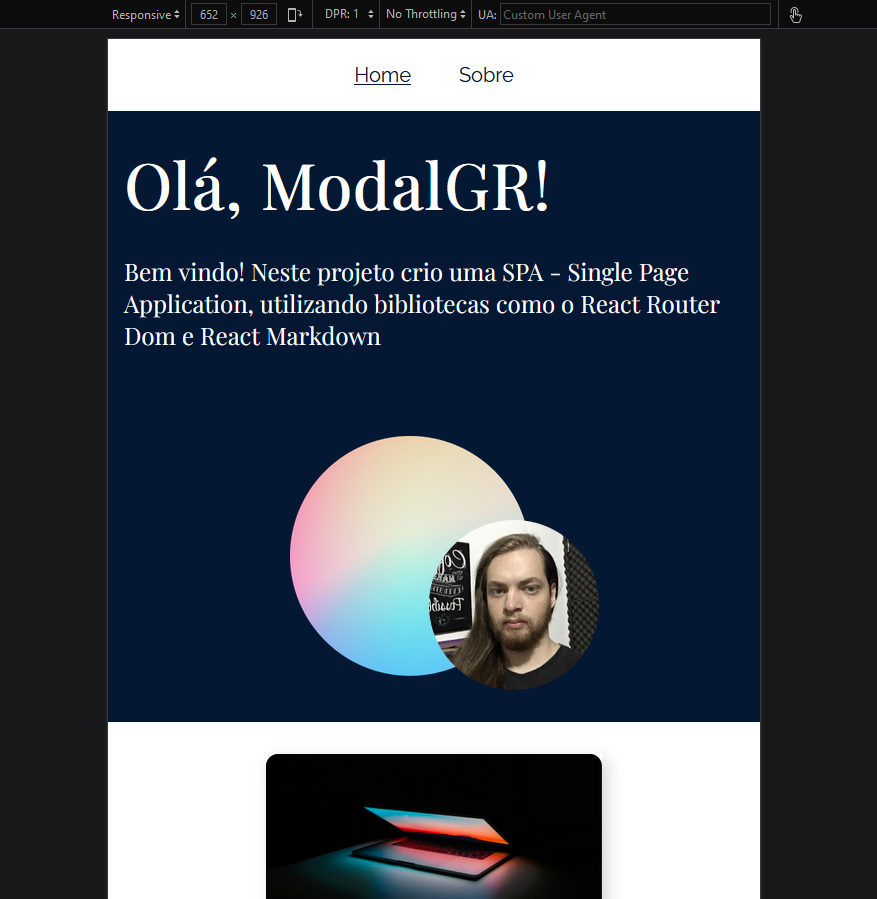 Responsive 652 × 926 DPR: 1 No Throttling UA: Custom User Agent
Home Sobre
Olá, ModalGR!
Bem vindo! Neste projeto crio uma SPA - Single Page
Application, utilizando bibliotecas como o React Router
Dom e React Markdown